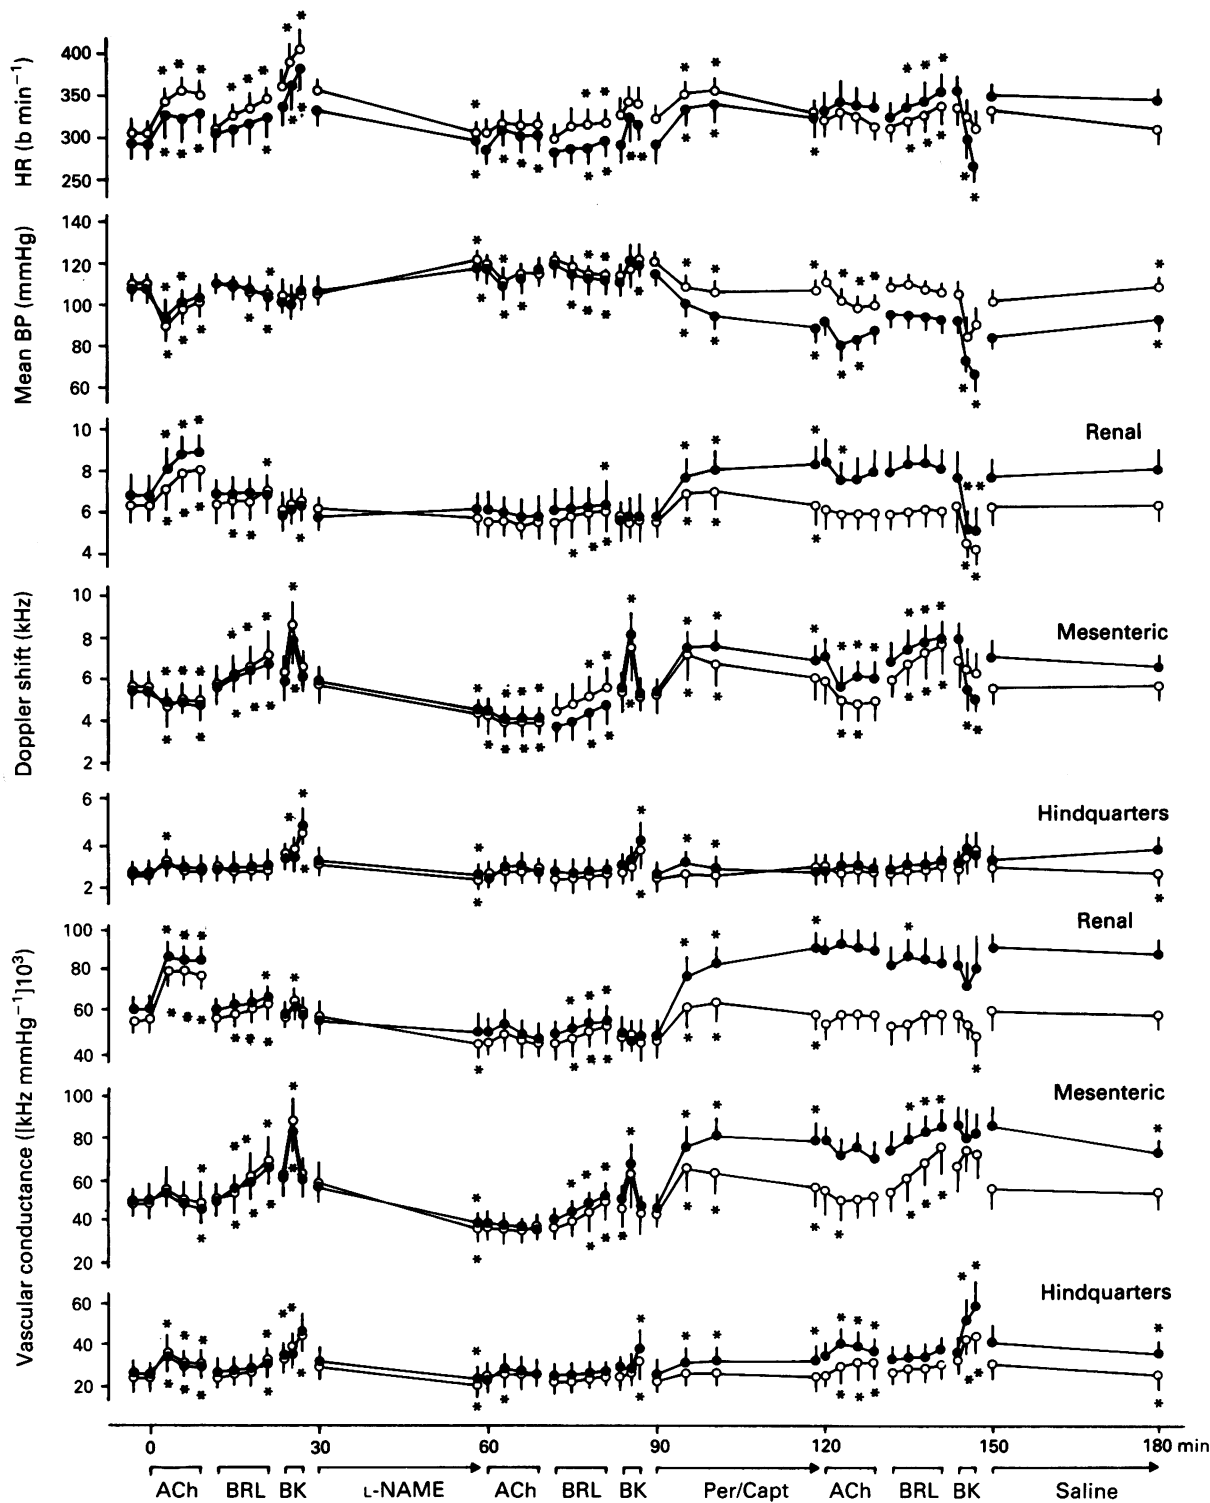 HR (b min⁻¹)
400
350
300
250
Mean BP (mmHg)
140
120
100
80
60
Doppler shift (kHz)
Renal
10
8
6
4
Mesenteric
10
8
6
4
2
Hindquarters
6
4
2
Vascular conductance ([kHz mmHg⁻¹]10³)
Renal
100
80
60
40
Mesenteric
100
80
60
40
20
Hindquarters
60
40
20
0 30 60 90 120 150 180 min
ACh BRL BK L-NAME ACh BRL BK Per/Capt ACh BRL BK Saline